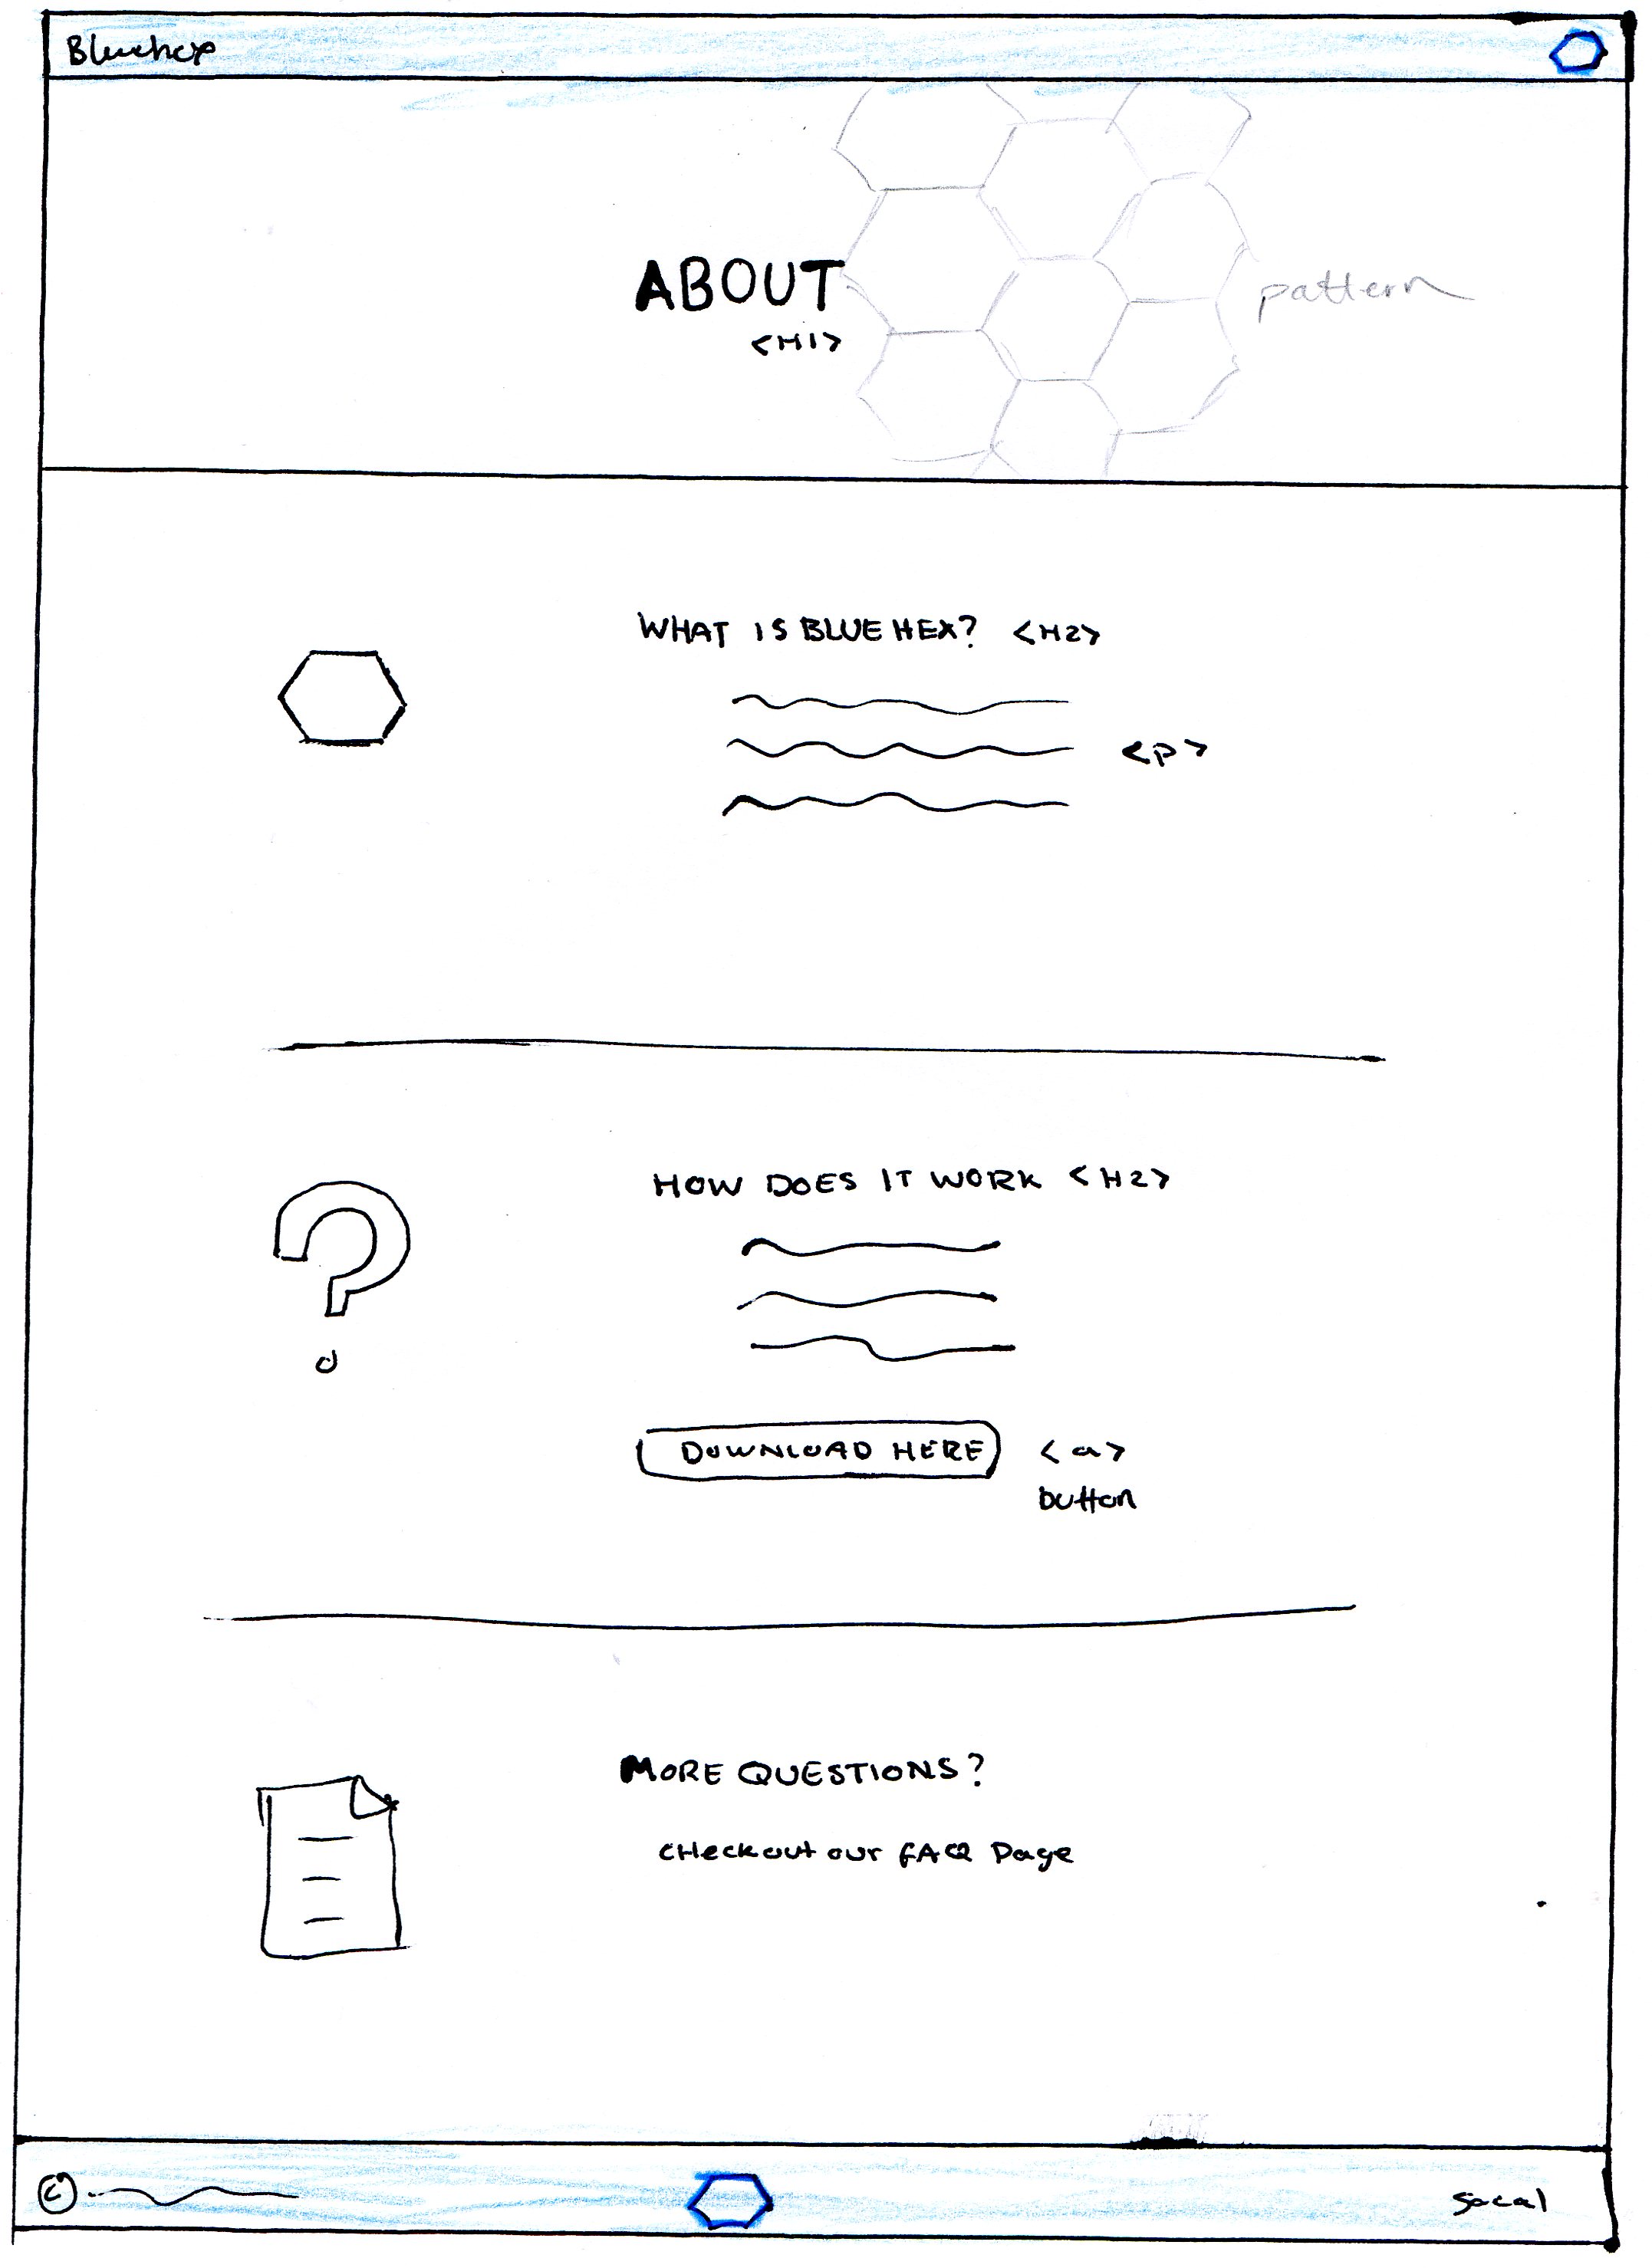 Bluehex
ABOUT
<H1>
pattern
WHAT IS BLUE HEX? <H2>
<p>
HOW DOES IT WORK <H2>
DOWNLOAD HERE <a>
button
MORE QUESTIONS?
CHeckout our FAQ Page
©
Socal